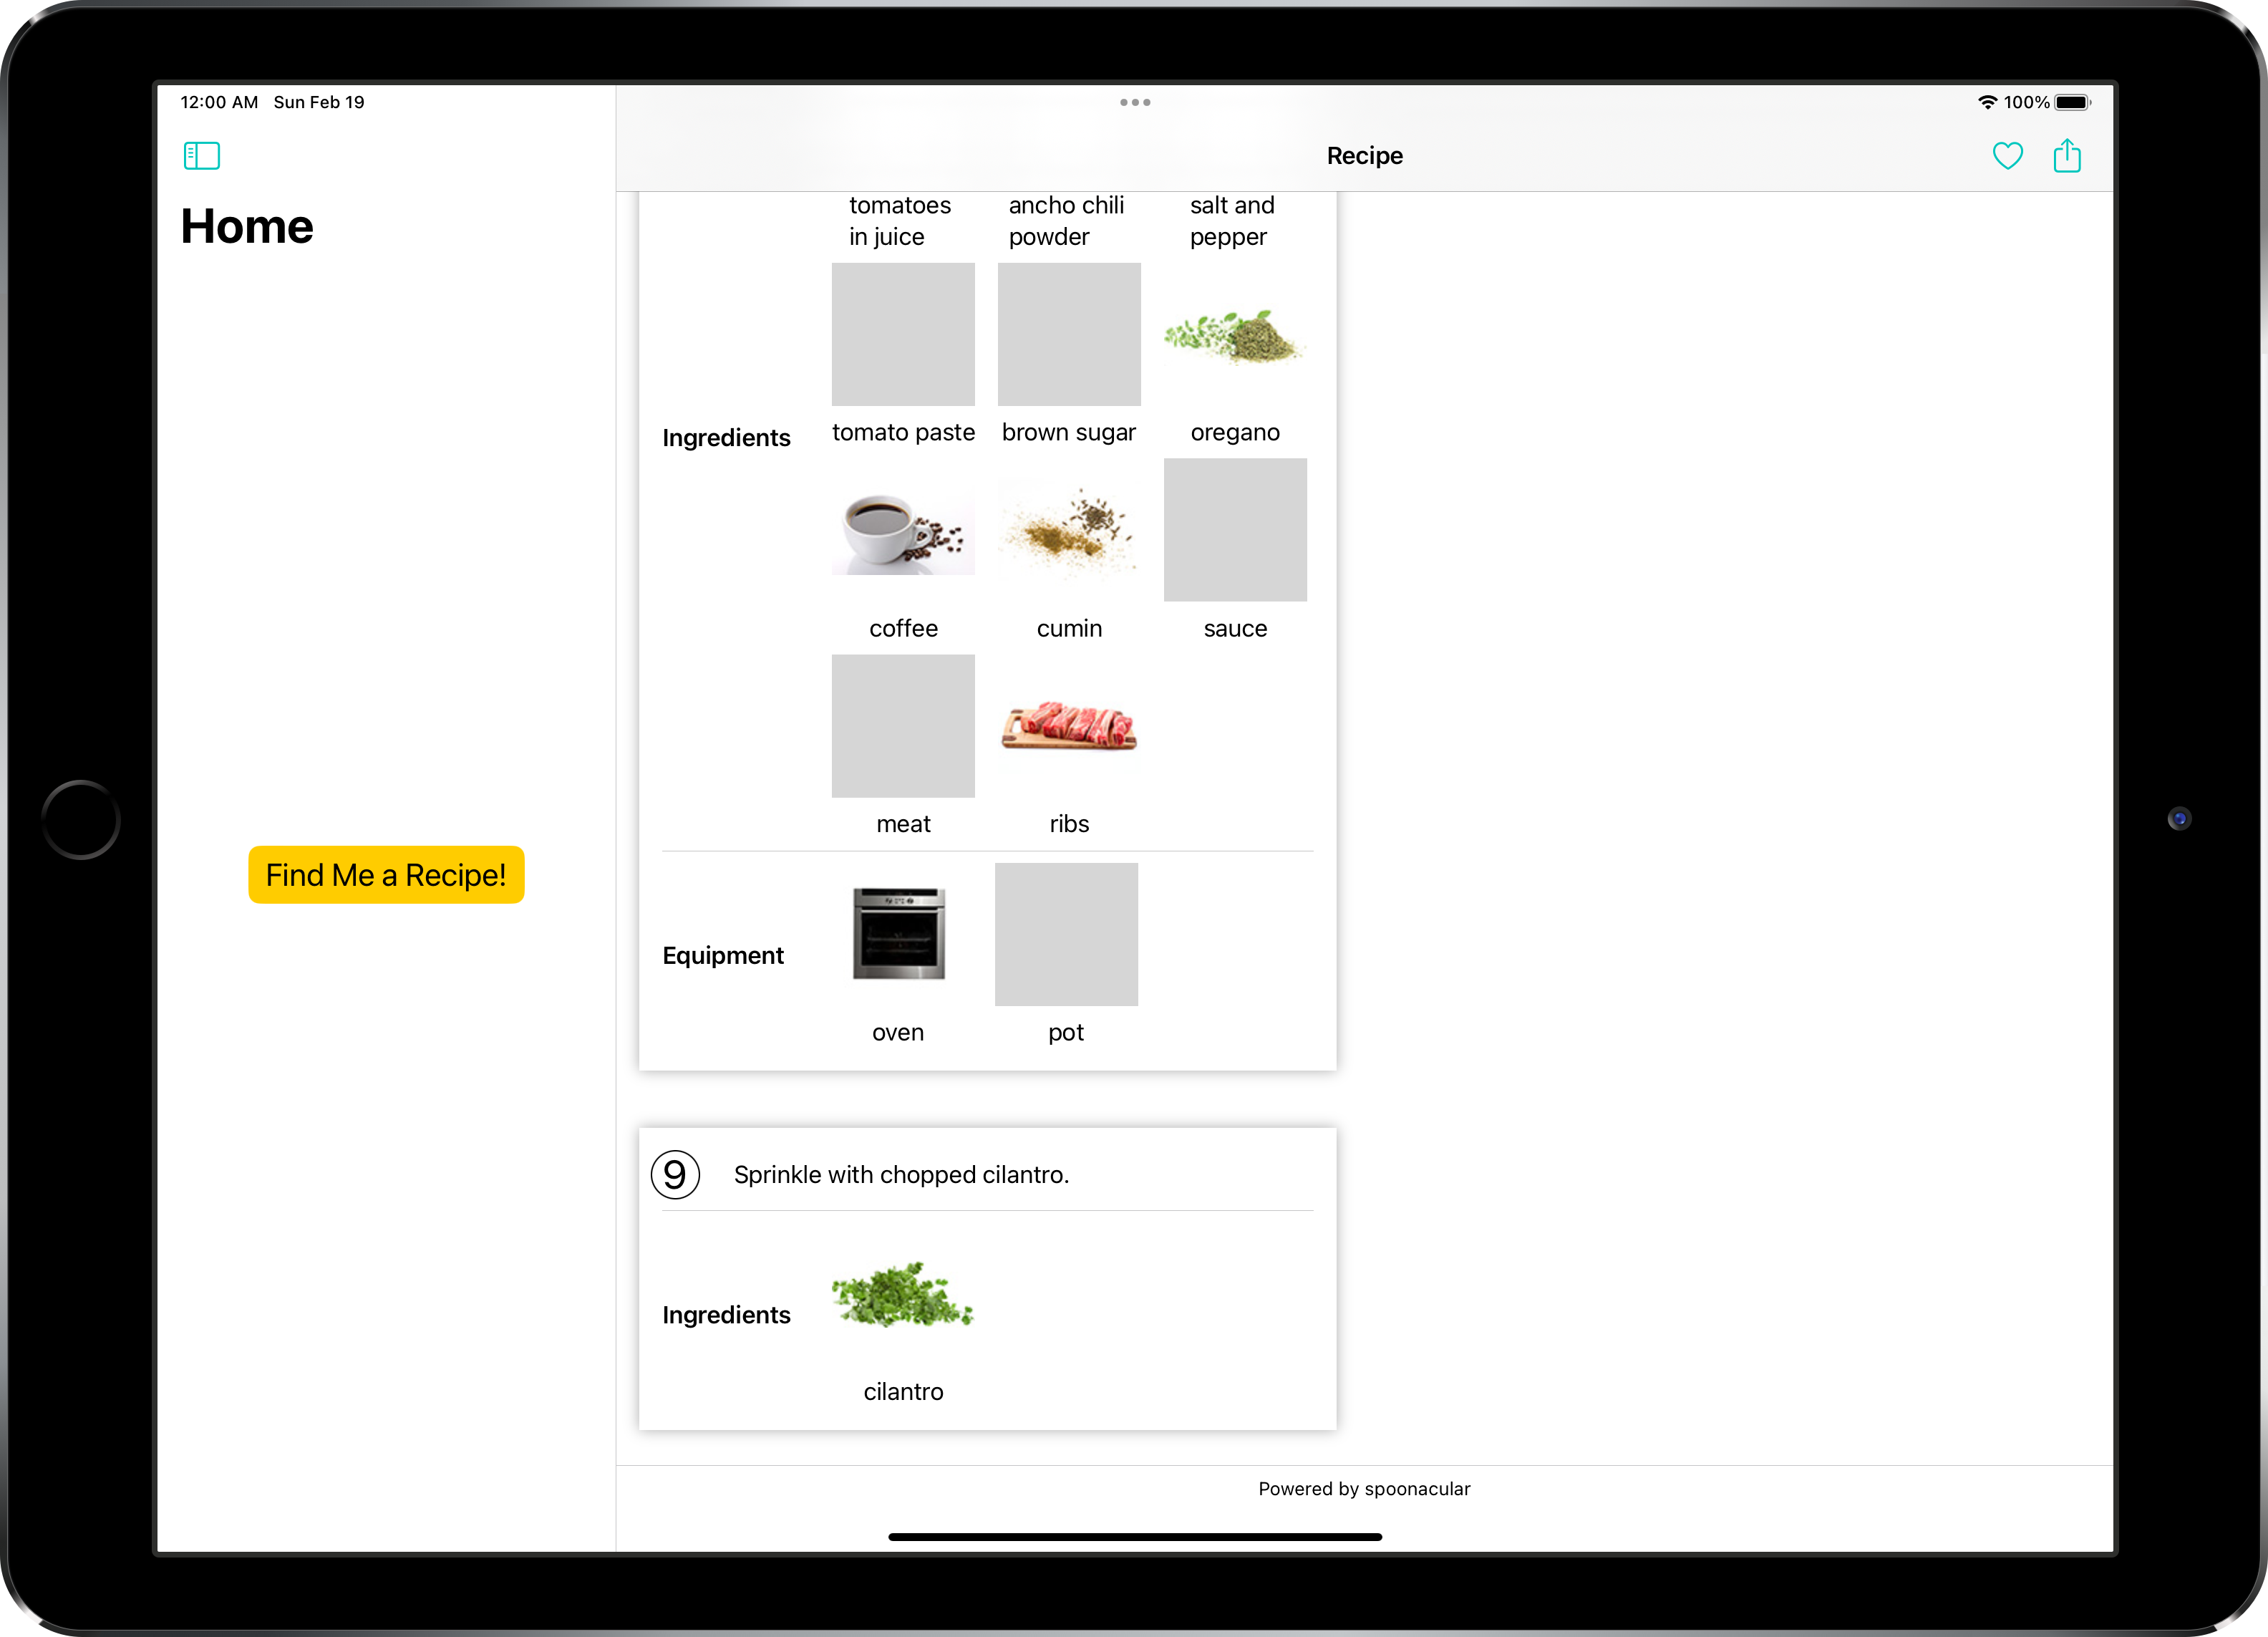 12:00 AM Sun Feb 19
100%
Home
Find Me a Recipe!
Recipe
tomatoes
in juice
ancho chili
powder
salt and
pepper
Ingredients
tomato paste
brown sugar
oregano
coffee
cumin
sauce
meat
ribs
Equipment
oven
pot
9 Sprinkle with chopped cilantro.
Ingredients
cilantro
Powered by spoonacular